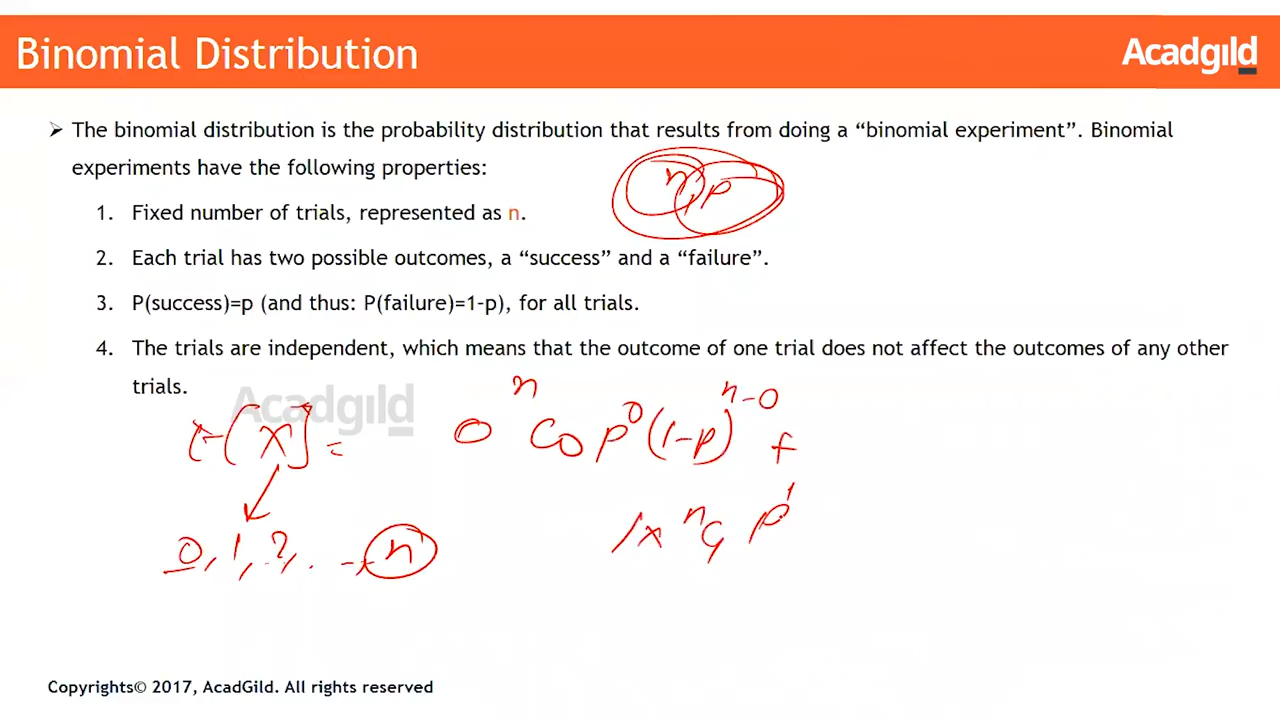 Binomial Distribution
Acadgild
➢ The binomial distribution is the probability distribution that results from doing a “binomial experiment”. Binomial
experiments have the following properties:
n, p
1. Fixed number of trials, represented as n.
2. Each trial has two possible outcomes, a “success” and a “failure”.
3. P(success)=p (and thus: P(failure)=1-p), for all trials.
4. The trials are independent, which means that the outcome of one trial does not affect the outcomes of any other
trials.
Acadgild
E[X] = 0 ⁿC₀ p⁰ (1-p)ⁿ⁻⁰ +
1 x ⁿC₁ p¹
0, 1, 2, . . -, n
Copyrights© 2017, AcadGild. All rights reserved